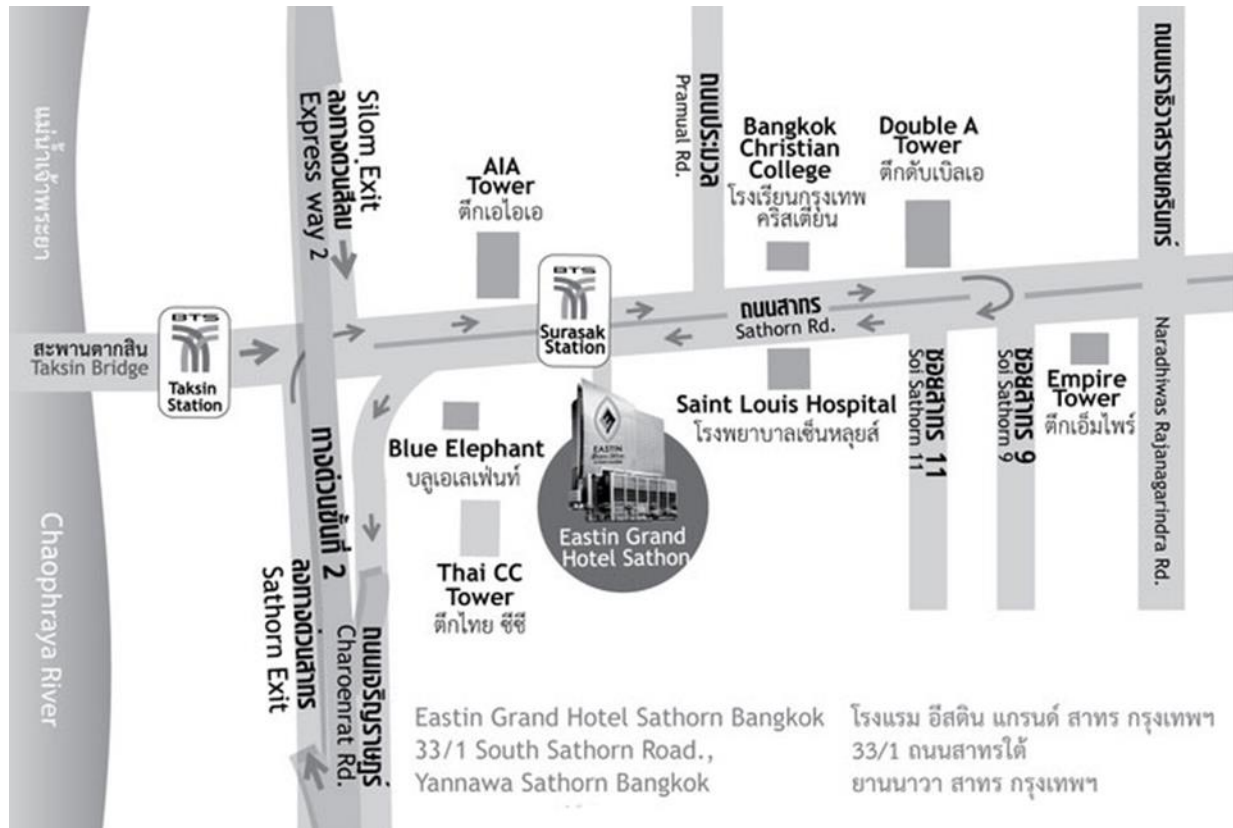 แม่น้ำเจ้าพระยา
Chaophraya River
สะพานตากสิน
Taksin Bridge
BTS
Taksin
Station
Silom Exit
ลงทางด่วนสีลม
Express way 2
ทางด่วนขั้นที่ 2
ลงทางด่วนสาทร
Sathorn Exit
ถนนเจริญราษฎร์
Charoenrat Rd.
AIA
Tower
ตึกเอไอเอ
BTS
Surasak
Station
ถนนประมวล
Pramual Rd.
Bangkok
Christian
College
โรงเรียนกรุงเทพ
คริสเตียน
Double A
Tower
ตึกดับเบิลเอ
ถนนนราธิวาสราชนครินทร์
Naradhiwas Rajanagarindra Rd.
ถนนสาทร
Sathorn Rd.
Blue Elephant
บลูเอเลเฟ่นท์
Thai CC
Tower
ตึกไทย ซีซี
EASTIN
Eastin Grand
Hotel Sathon
Saint Louis Hospital
โรงพยาบาลเซ็นหลุยส์
ซอยสาทร 11
Soi Sathorn 11
ซอยสาทร 9
Soi Sathorn 9
Empire
Tower
ตึกเอ็มไพร์
Eastin Grand Hotel Sathorn Bangkok
33/1 South Sathorn Road.,
Yannawa Sathorn Bangkok
โรงแรม อีสติน แกรนด์ สาทร กรุงเทพฯ
33/1 ถนนสาทรใต้
ยานนาวา สาทร กรุงเทพฯ